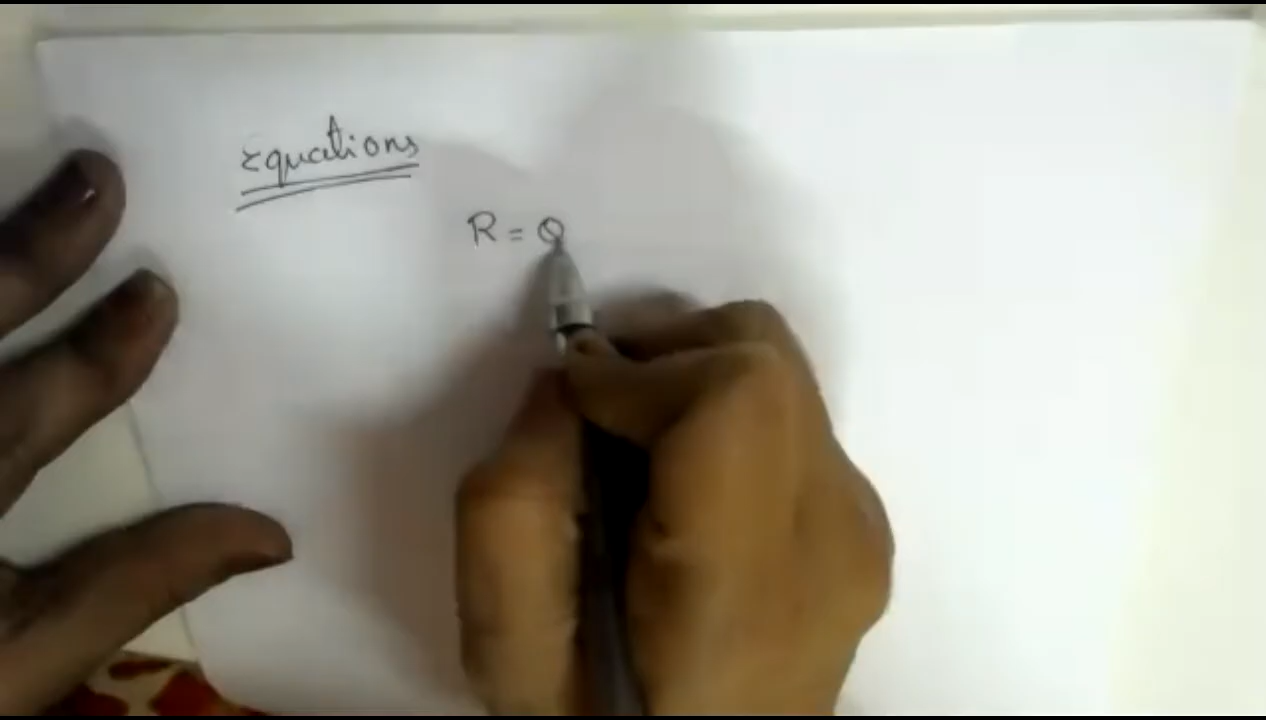 Equations
R = Q